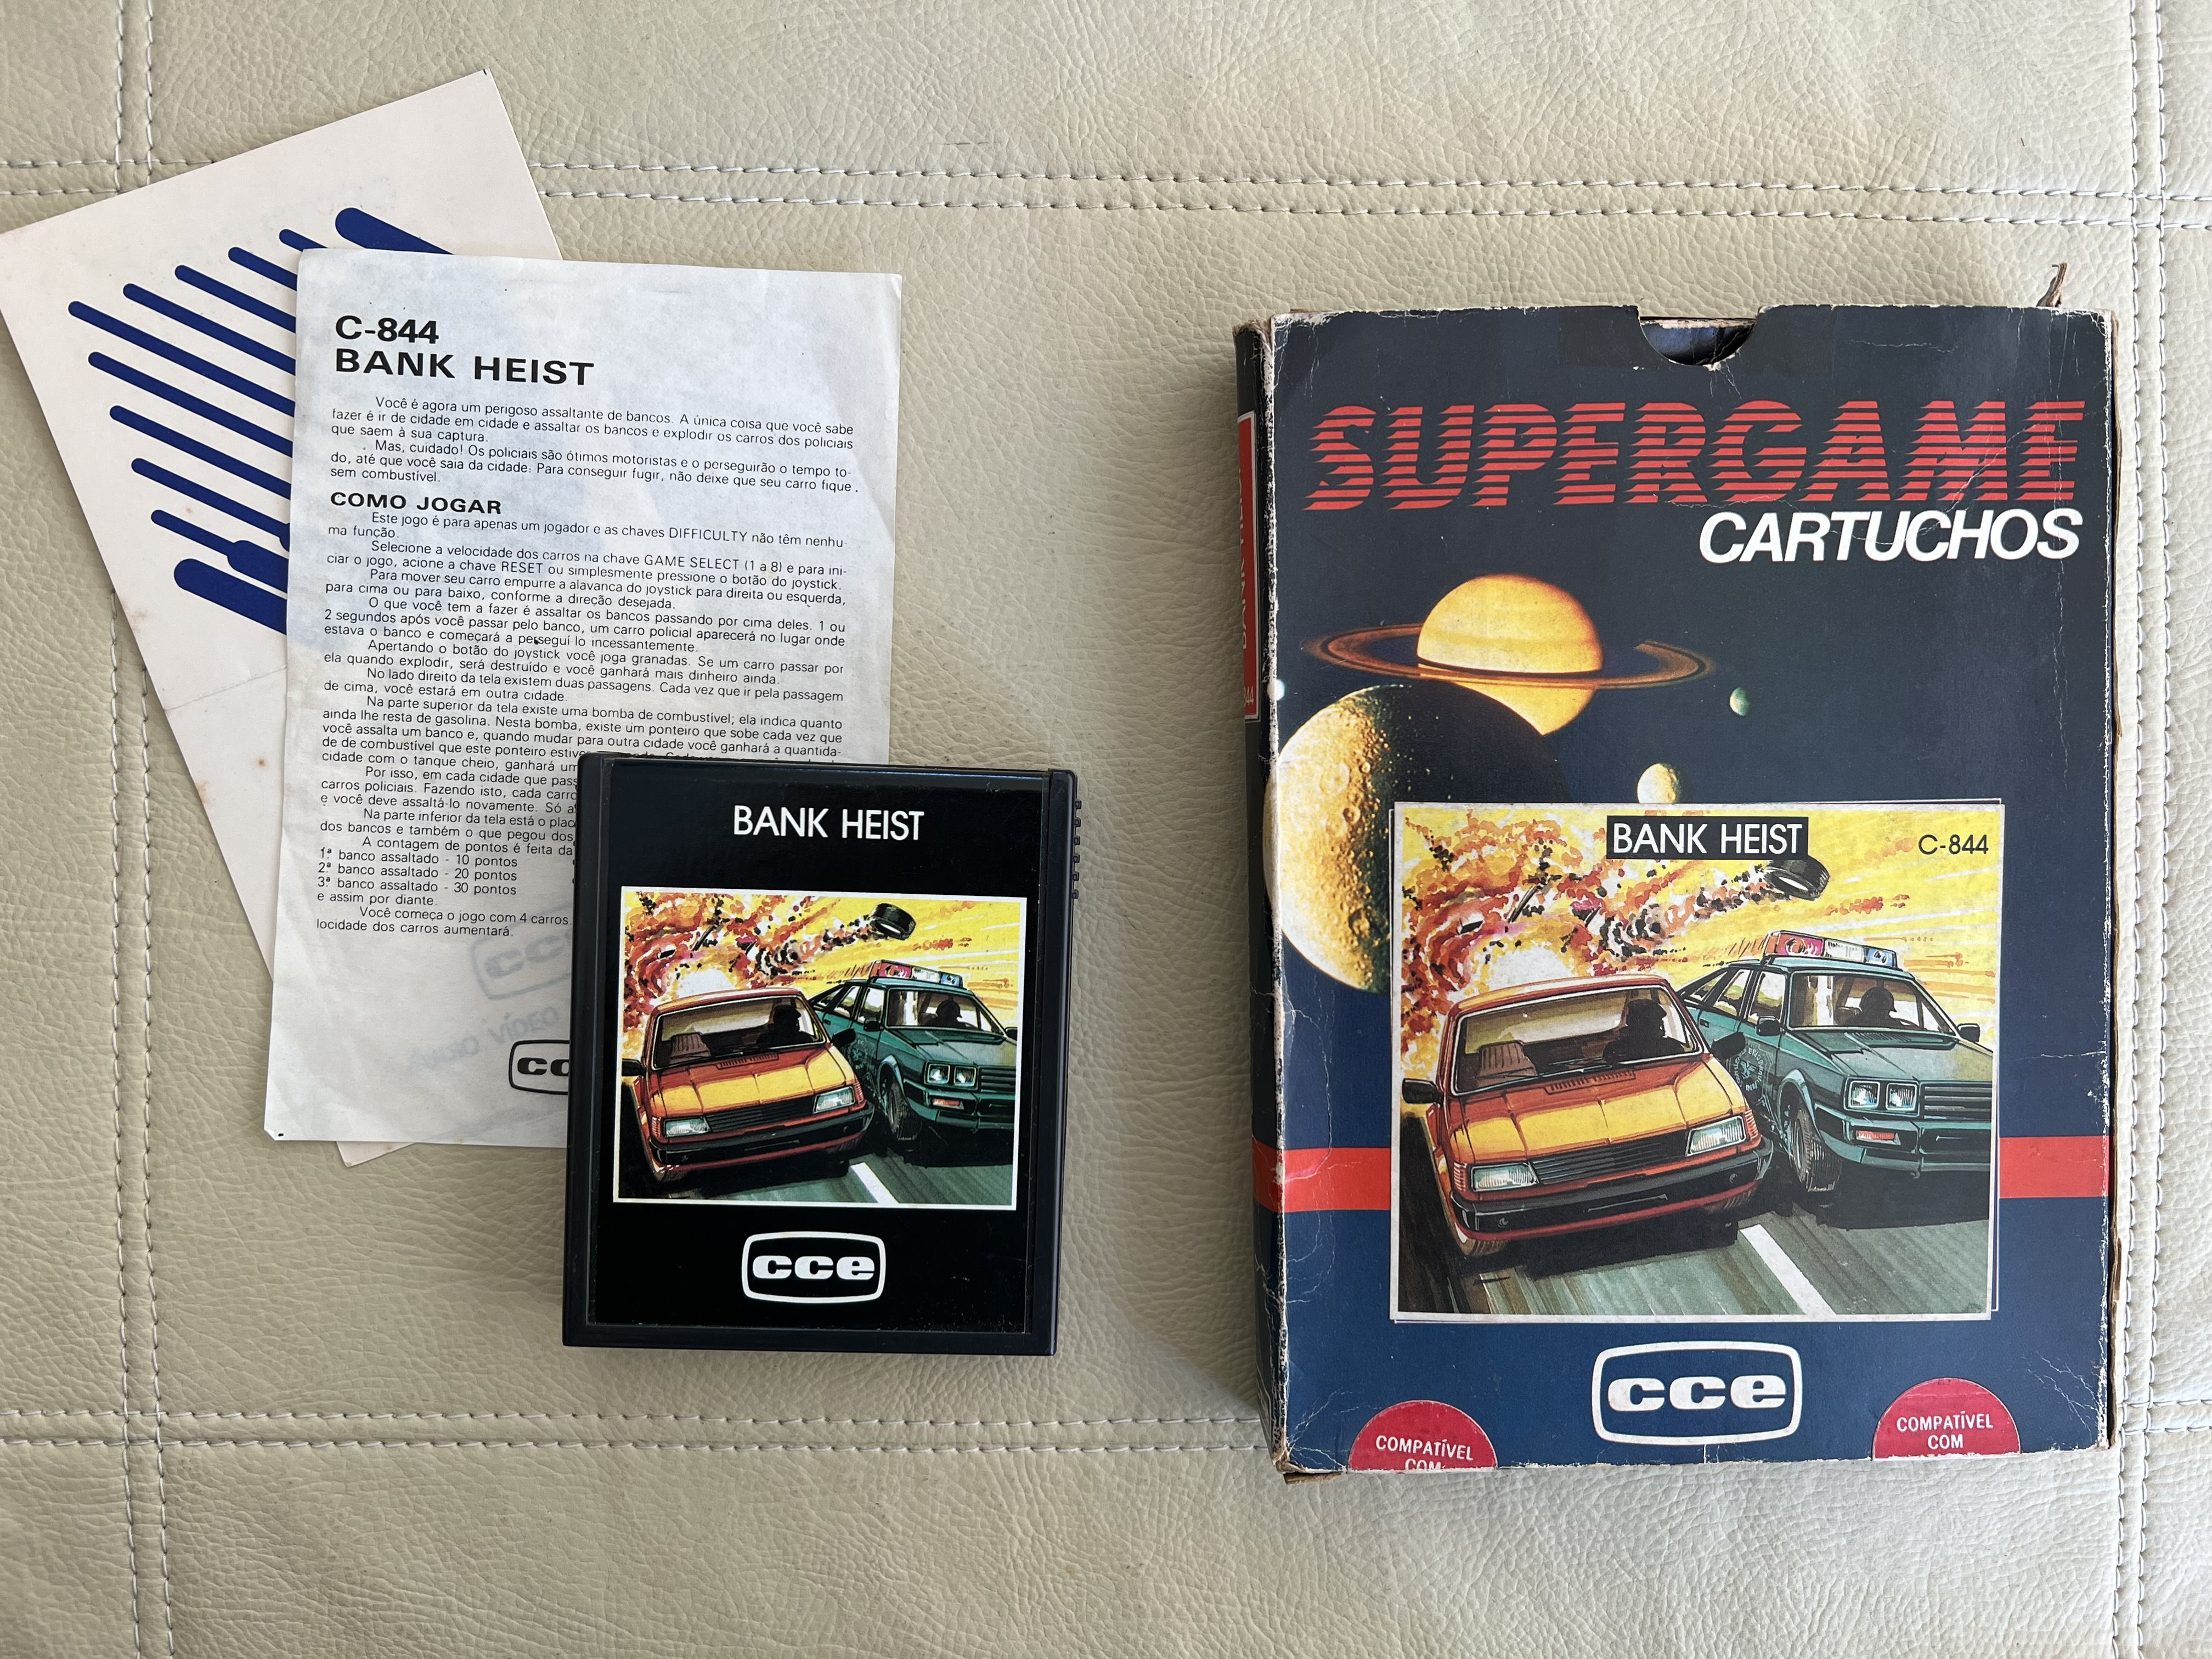 C-844
BANK HEIST
Você é agora um perigoso assaltante de bancos. A única coisa que você sabe
fazer é ir de cidade em cidade e assaltar os bancos e explodir os carros dos policiais
que saem à sua captura.
Mas, cuidado! Os policiais são ótimos motoristas e o perseguirão o tempo to-
do, até que você saia da cidade. Para conseguir fugir, não deixe que seu carro fique
sem combustível.
COMO JOGAR
Este jogo é para apenas um jogador e as chaves DIFFICULTY não têm nenhu-
ma função.
Selecione a velocidade dos carros na chave GAME SELECT (1 a 8) e para ini-
ciar o jogo, acione a chave RESET ou simplesmente pressione o botão do joystick.
Para mover seu carro empurre a alavanca do joystick para direita ou esquerda,
para cima ou para baixo, conforme a direção desejada.
O que você tem a fazer é assaltar os bancos passando por cima deles. 1 ou
2 segundos após você passar pelo banco, um carro policial aparecerá no lugar onde
estava o banco e começará a perseguí lo incessantemente.
Apertando o botão do joystick você joga granadas. Se um carro passar por
ela quando explodir, será destruído e você ganhará mais dinheiro ainda.
No lado direito da tela existem duas passagens. Cada vez que ir pela passagem
de cima, você estará em outra cidade.
Na parte superior da tela existe uma bomba de combustível; ela indica quanto
ainda lhe resta de gasolina. Nesta bomba, existe um ponteiro que sobe cada vez que
você assalta um banco e, quando mudar para outra cidade você ganhará a quantida-
de de combustível que este ponteiro
cidade com o tanque cheio, ganhará um
Por isso, em cada cidade que
carros policiais. Fazendo isto, cada
e você deve assaltá-lo novamente. Só
Na parte inferior da tela está o
dos bancos e também o que pegou dos
A contagem de pontos é feita da
1ª banco assaltado - 10 pontos
2ª banco assaltado - 20 pontos
3ª banco assaltado - 30 pontos
e assim por diante.
Você começa o jogo com 4 carros.
locidade dos carros aumentará.
BANK HEIST
cce
SUPERGAME
CARTUCHOS
BANK HEIST
C-844
cce
COMPATÍVEL
COM
COMPATÍVEL
COM